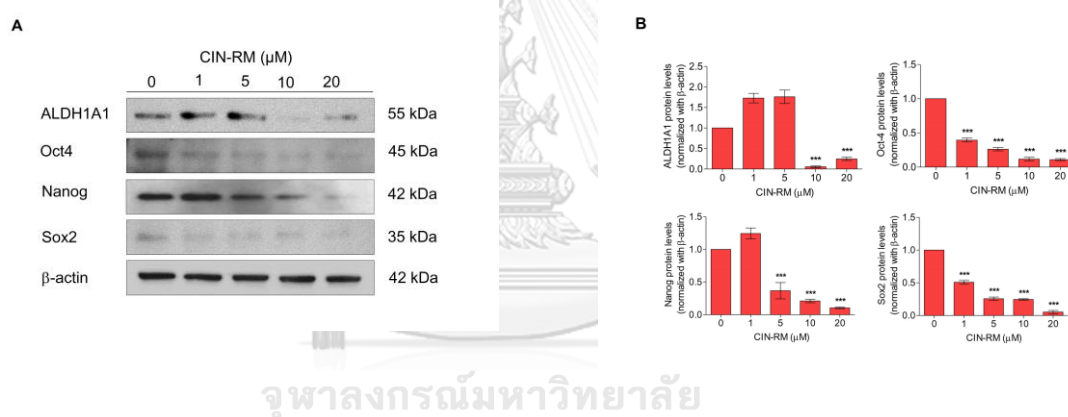 A
CIN-RM (µM)
0 1 5 10 20
ALDH1A1 55 kDa
Oct4 45 kDa
Nanog 42 kDa
Sox2 35 kDa
β-actin 42 kDa
B
ALDH1A1 protein levels
(normalized with β-actin)
2.5
2.0
1.5
1.0
0.5
0.0
*** ***
0 1 5 10 20
CIN-RM (µM)
Oct-4 protein levels
(normalized with β-actin)
1.5
1.0
0.5
0.0
*** *** *** ***
0 1 5 10 20
CIN-RM (µM)
Nanog protein levels
(normalized with β-actin)
1.5
1.0
0.5
0.0
*** *** ***
0 1 5 10 20
CIN-RM (µM)
Sox2 protein levels
(normalized with β-actin)
1.5
1.0
0.5
0.0
*** *** *** ***
0 1 5 10 20
CIN-RM (µM)
จุฬาลงกรณ์มหาวิทยาลัย